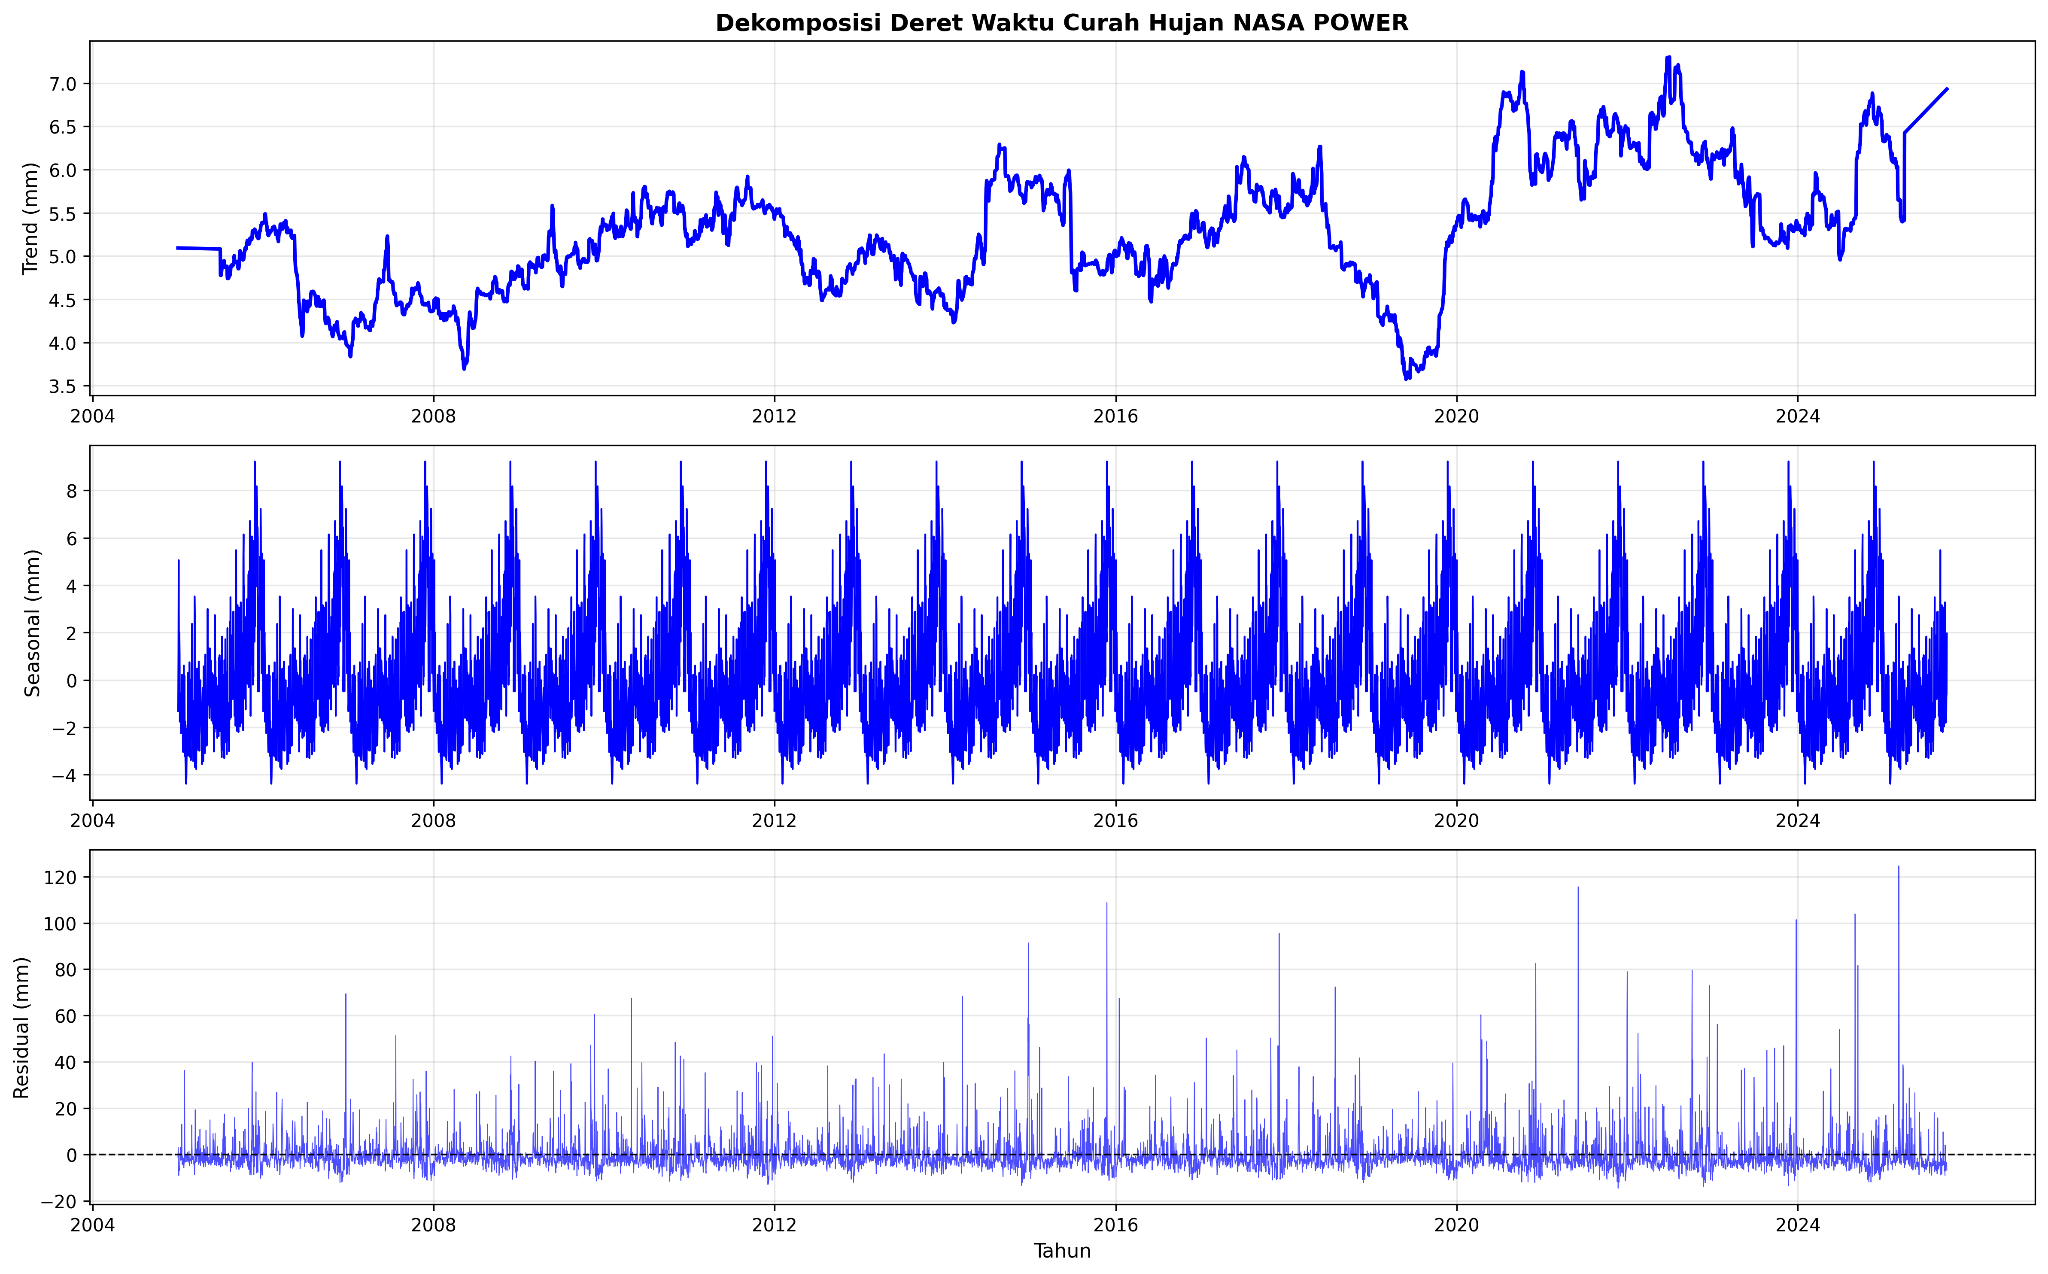 Dekomposisi Deret Waktu Curah Hujan NASA POWER
Trend (mm)
7.0
6.5
6.0
5.5
5.0
4.5
4.0
3.5
2004 2008 2012 2016 2020 2024
Seasonal (mm)
8
6
4
2
0
−2
−4
2004 2008 2012 2016 2020 2024
Residual (mm)
120
100
80
60
40
20
0
−20
2004 2008 2012 2016 2020 2024
Tahun